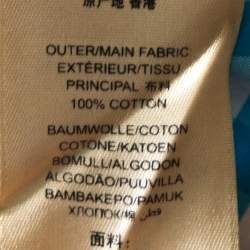 原产地 香港
OUTER/MAIN FABRIC
EXTÉRIEUR/TISSU
PRINCIPAL 布料
100% COTTON
BAUMWOLLE/COTON
COTONE/KATOEN
BOMULL/ALGODON
ALGODÃO/PUUVILLA
BAMBAKEPO/PAMUK
ХЛОПОК/棉 قطن
面料: